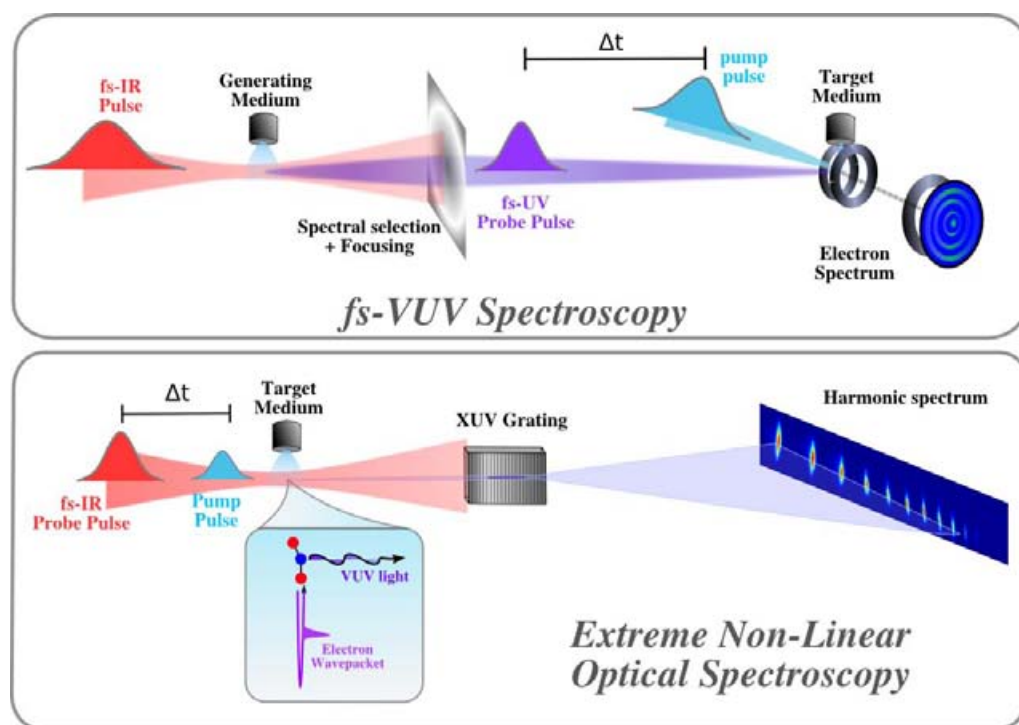 Δt
fs-IR
Pulse
Generating
Medium
pump
pulse
Target
Medium
Spectral selection
+ Focusing
fs-UV
Probe Pulse
Electron
Spectrum
fs-VUV Spectroscopy
Δt
Target
Medium
XUV Grating
Harmonic spectrum
fs-IR
Probe Pulse
Pump
Pulse
VUV light
Electron
Wavepacket
Extreme Non-Linear
Optical Spectroscopy